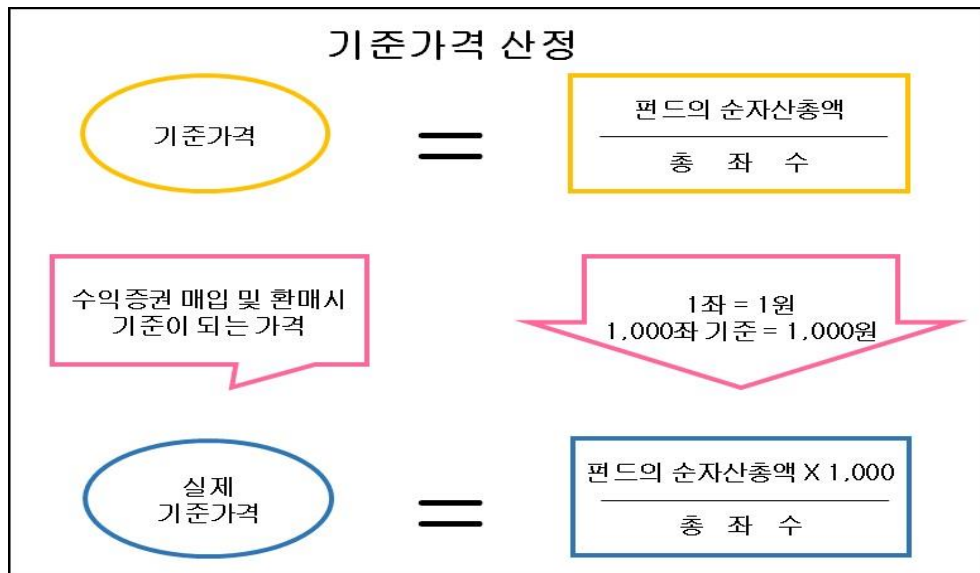 기준가격 산정
기준가격
=
펀드의 순자산총액
총 좌 수
수익증권 매입 및 환매시
기준이 되는 가격
1좌 = 1원
1,000좌 기준 = 1,000원
실제
기준가격
=
펀드의 순자산총액 X 1,000
총 좌 수